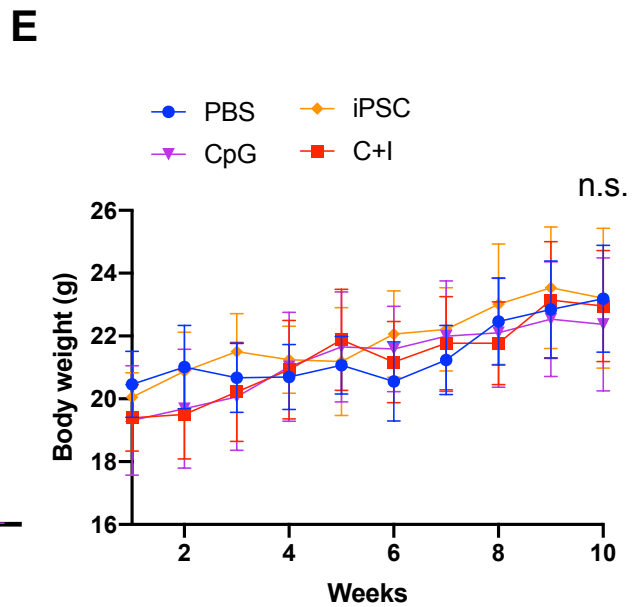 E
PBS iPSC
CpG C+I
n.s.
26
24
22
20
18
16
Body weight (g)
2 4 6 8 10
Weeks